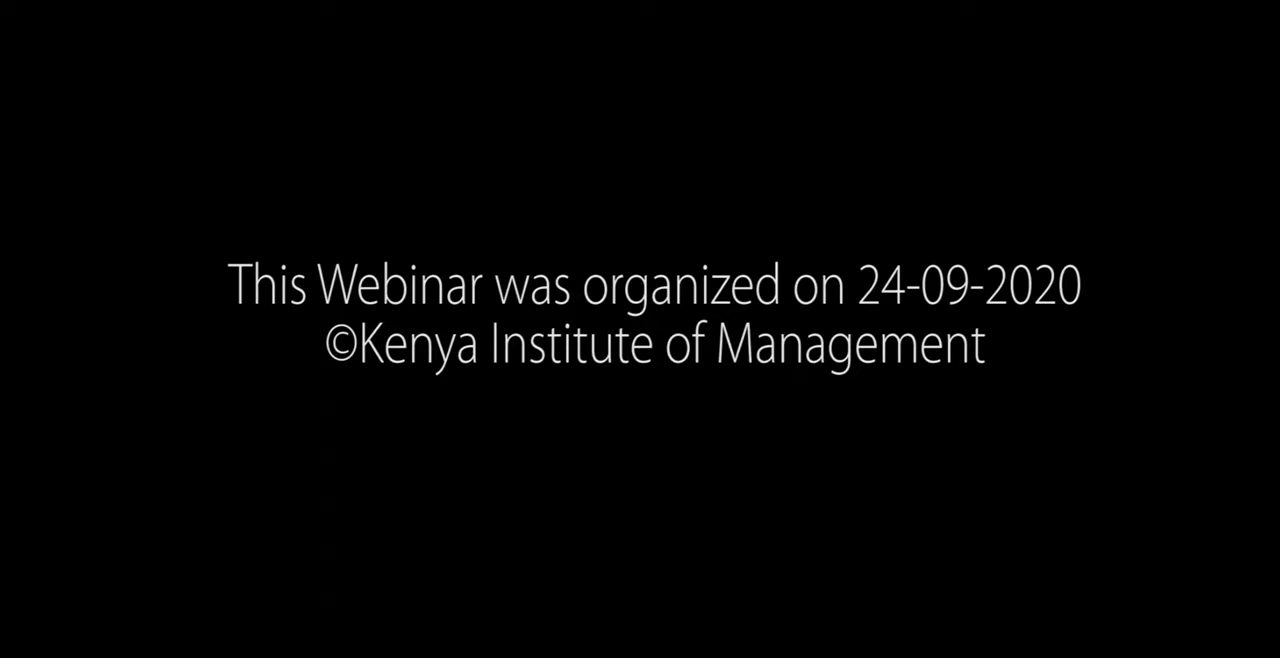 This Webinar was organized on 24-09-2020
©Kenya Institute of Management